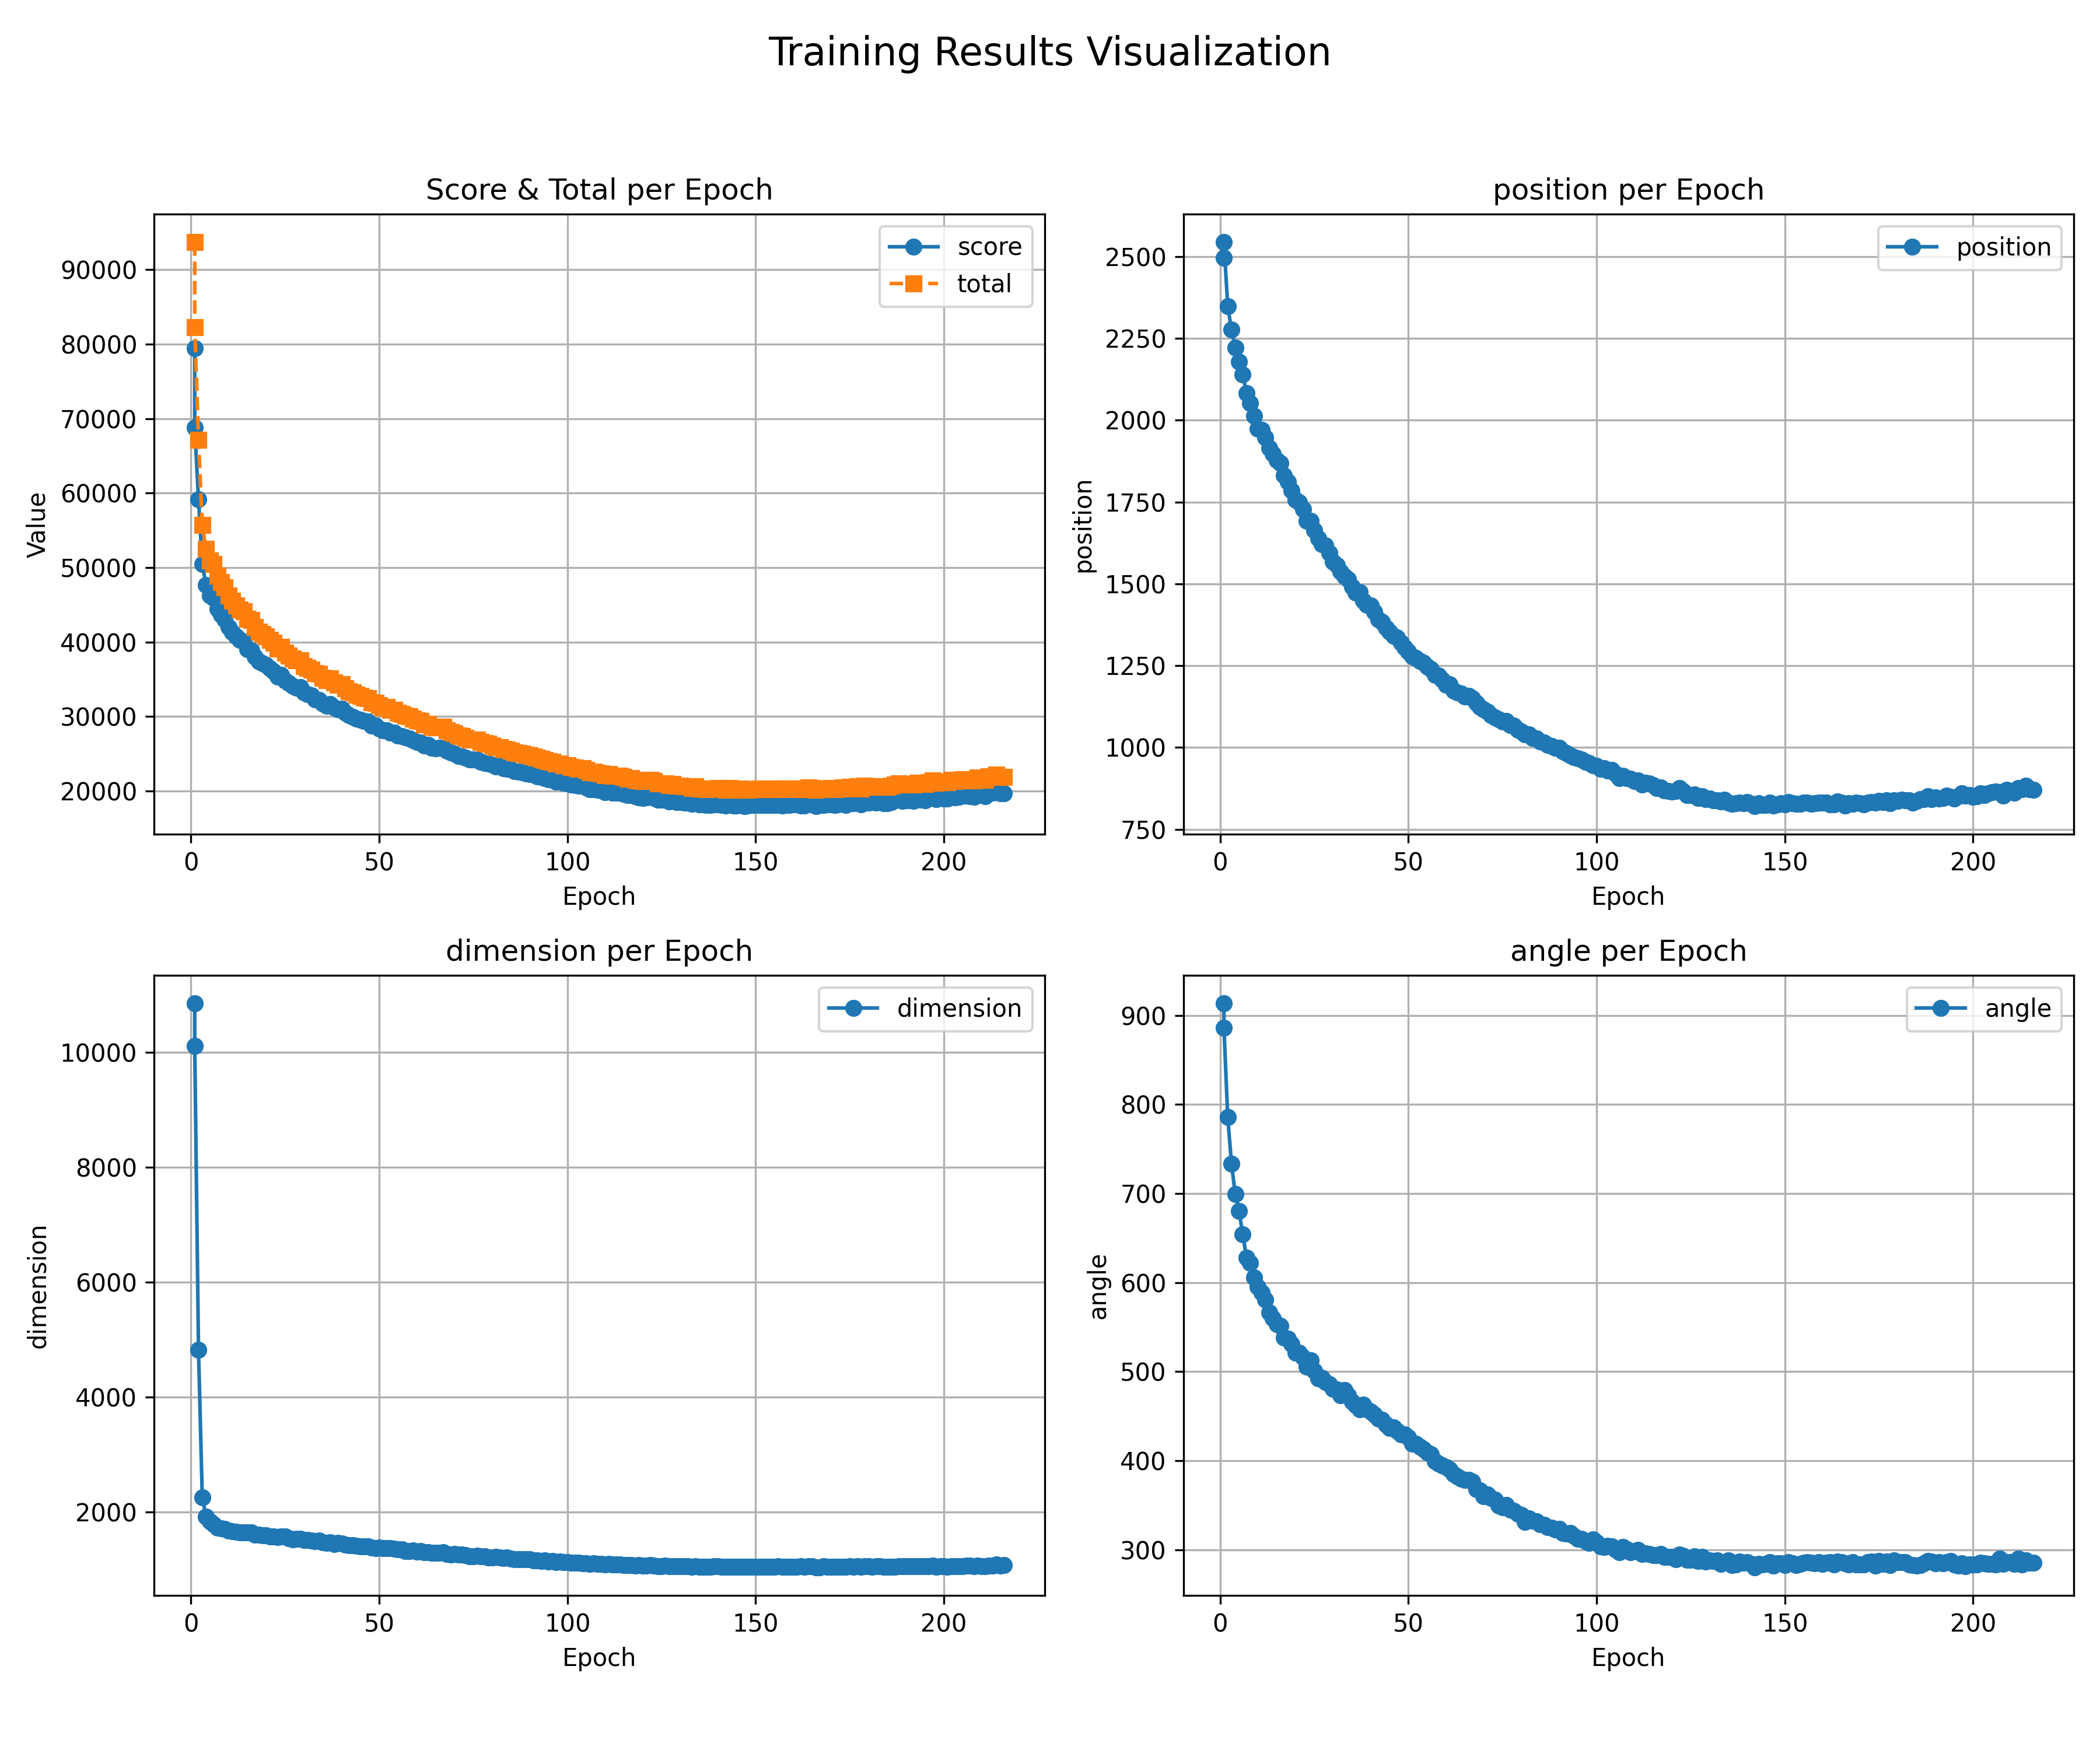 Training Results Visualization
Score & Total per Epoch
90000
80000
70000
60000
50000
40000
30000
20000
Value
score
total
0 50 100 150 200
Epoch
position per Epoch
2500
2250
2000
1750
1500
1250
1000
750
position
position
0 50 100 150 200
Epoch
dimension per Epoch
10000
8000
6000
4000
2000
dimension
dimension
0 50 100 150 200
Epoch
angle per Epoch
900
800
700
600
500
400
300
angle
angle
0 50 100 150 200
Epoch